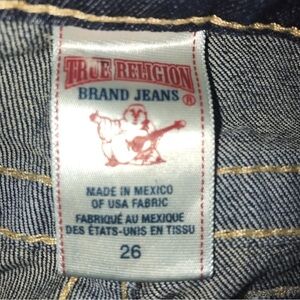 TRUE RELIGION
BRAND JEANS®
MADE IN MEXICO
OF USA FABRIC
FABRIQUÉ AU MEXIQUE
DES ÉTATS-UNIS EN TISSU
26